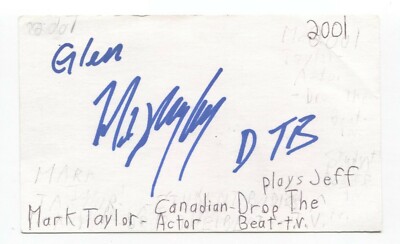 2001
Glen
DTB
plays Jeff
Mark Taylor - Canadian - Drop The
Actor Beat - t.v.